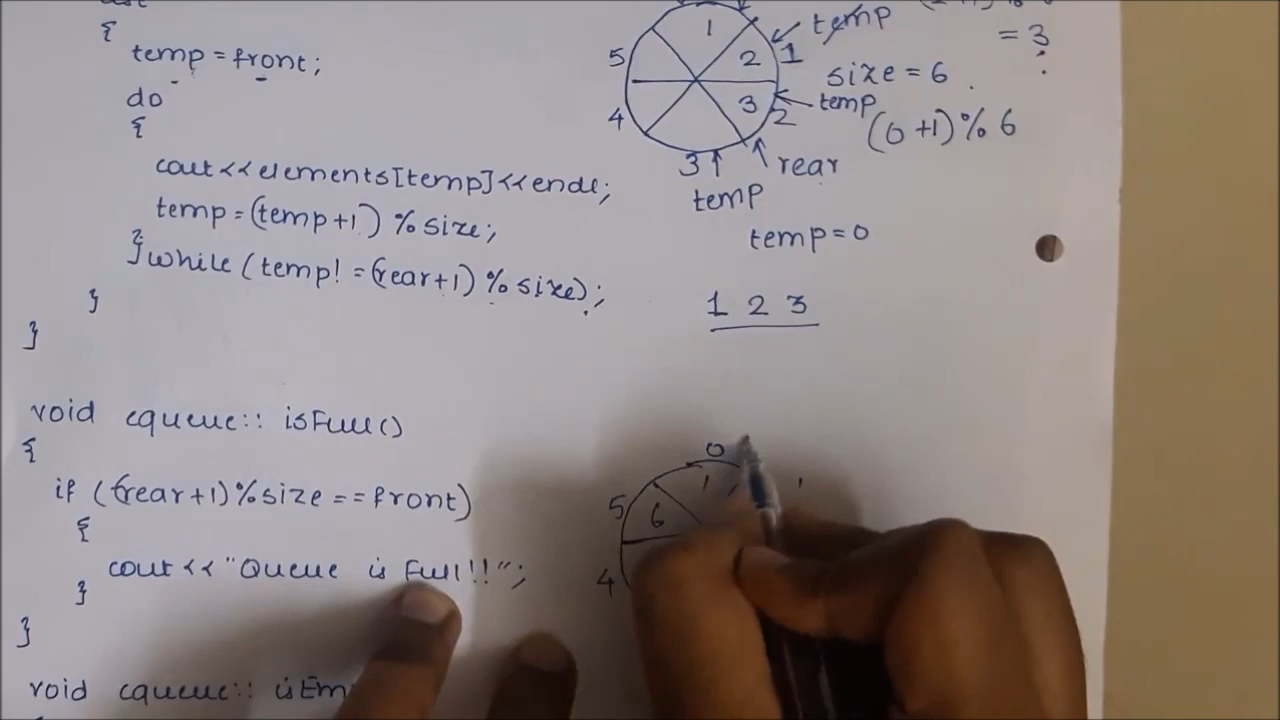 {
temp = front;
do
{
cout<<elements[temp]<<endl;
temp = (temp+1) % size;
} while (temp! = (rear+1) % size);
}
}
void cqueue:: isFull()
{
if ((rear+1)%size == front)
{
cout << "Queue is Full!!";
}
}
void cqueue::
{
1
2
3
5
4
3
1
2
temp
= 3
size = 6
temp
(0+1)%6
rear
temp
temp=0
1 2 3
0
1
5
6
4